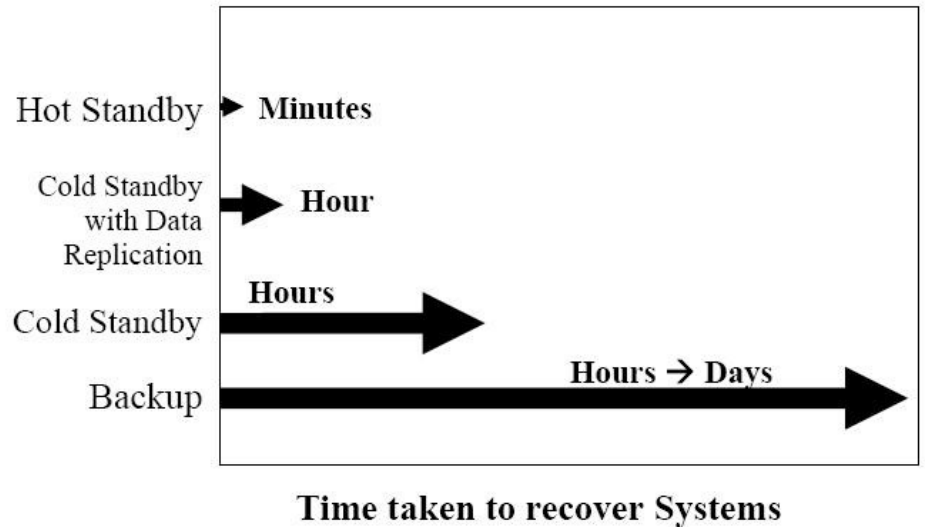 Hot Standby
Minutes
Cold Standby
with Data
Replication
Hour
Hours
Cold Standby
Hours → Days
Backup
Time taken to recover Systems